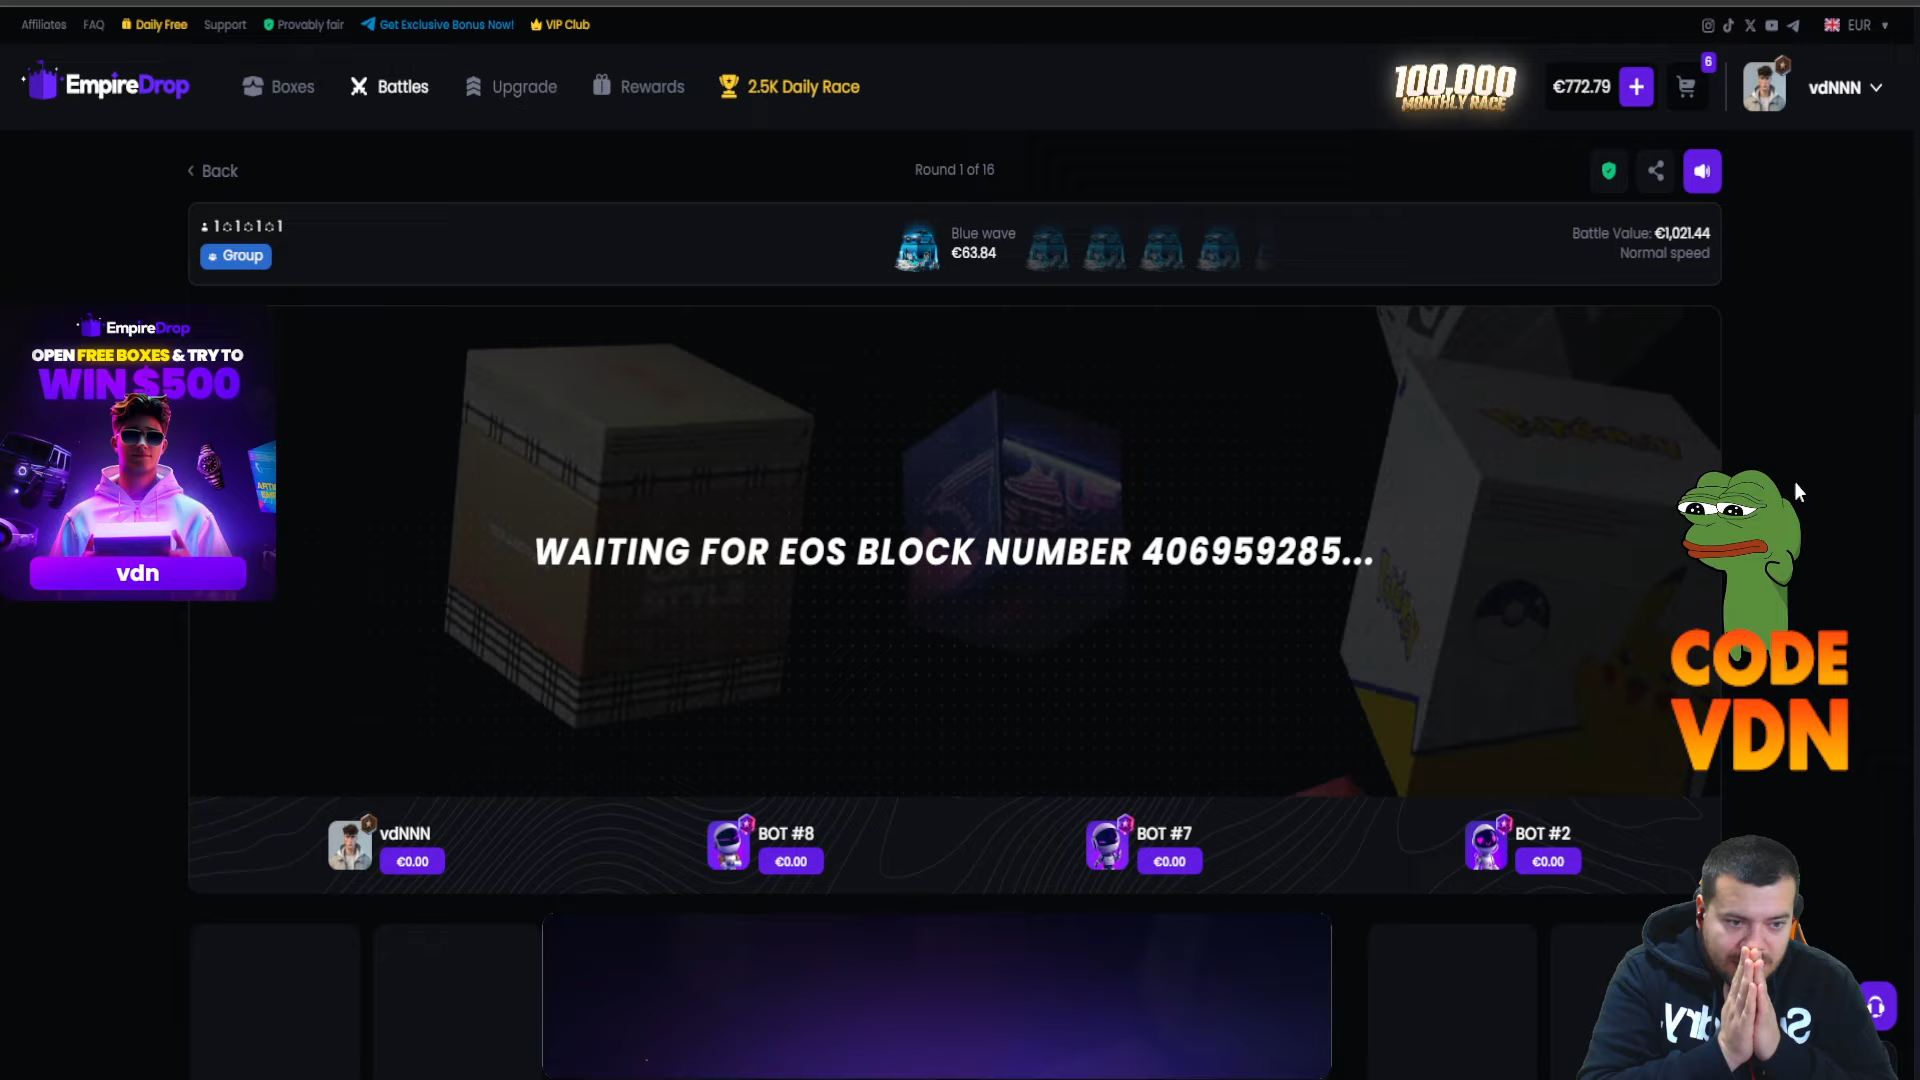 Affiliates FAQ Daily Free Support Provably fair Get Exclusive Bonus Now! VIP Club EUR
EmpireDrop Boxes Battles Upgrade Rewards 2.5K Daily Race 100.000 MONTHLY RACE €772.79 + 6 vdNNN
Back Round 1 of 16
1 1 1 1
Group
Blue wave
€63.84
Battle Value: €1,021.44
Normal speed
EmpireDrop
OPEN FREE BOXES & TRY TO
WIN $500
vdn
WAITING FOR EOS BLOCK NUMBER 406959285...
CODE
VDN
vdNNN
€0.00
BOT #8
€0.00
BOT #7
€0.00
BOT #2
€0.00